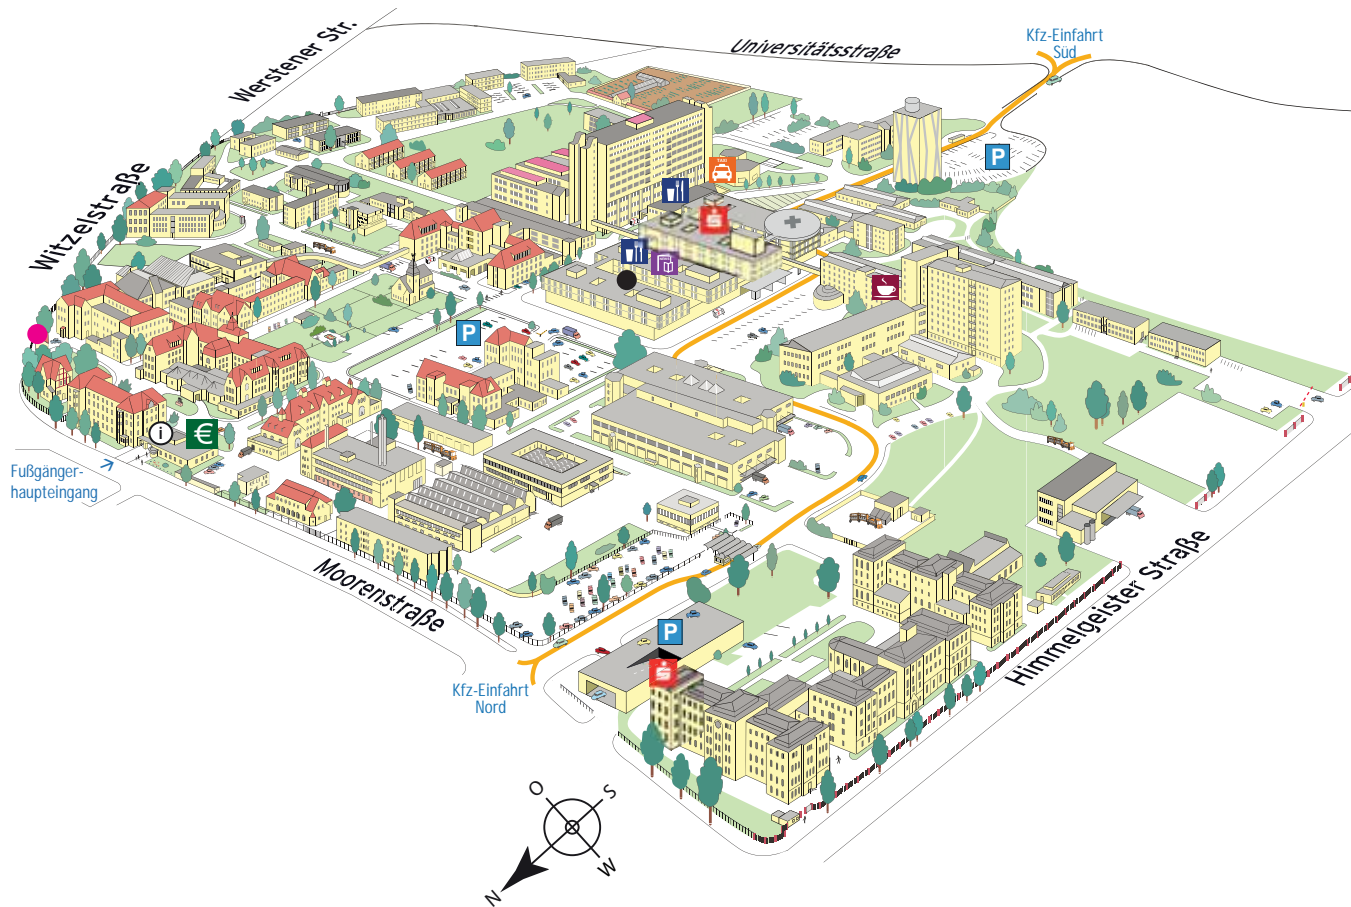 Werstener Str.
Universitätsstraße
Kfz-Einfahrt
Süd
TAXI
P
Witzelstraße
P
i
€
Fußgänger-
haupteingang
Moorenstraße
Himmelgeister Straße
P
Kfz-Einfahrt
Nord
O
S
W
N